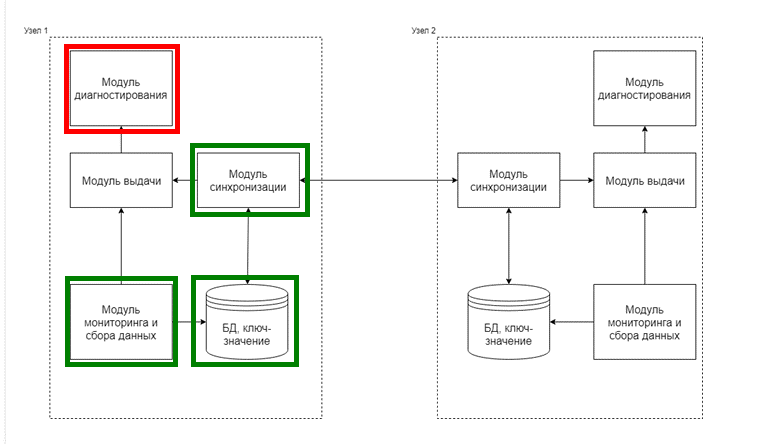 Узел 1
Узел 2
Модуль
диагностирования
Модуль
диагностирования
Модуль выдачи
Модуль
синхронизации
Модуль
синхронизации
Модуль выдачи
Модуль
мониторинга и
сбора данных
БД, ключ-
значение
БД, ключ-
значение
Модуль
мониторинга и
сбора данных